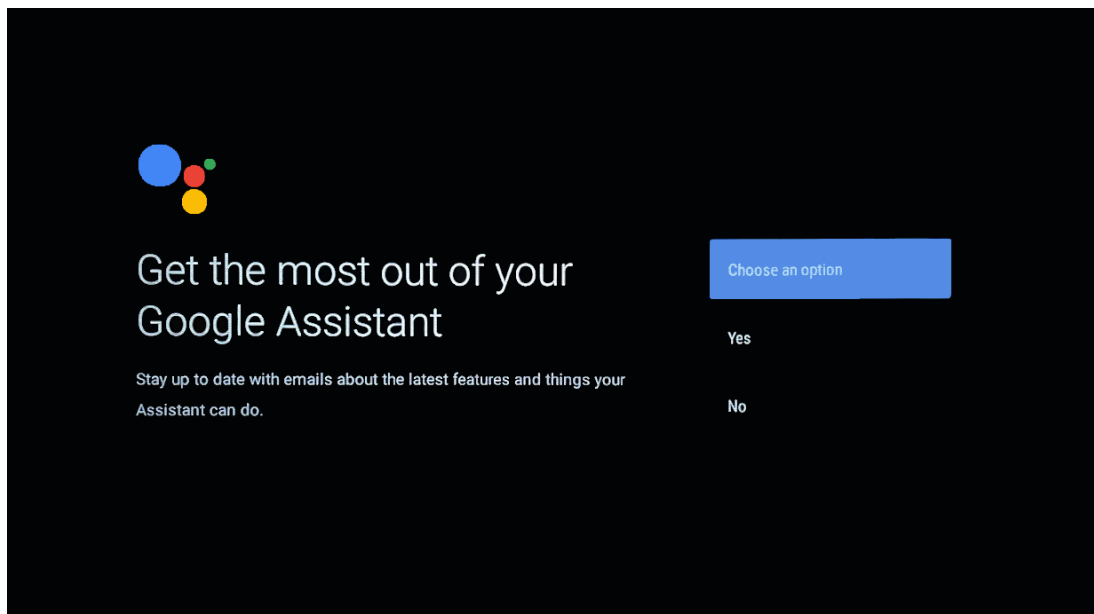 Get the most out of your
Google Assistant
Stay up to date with emails about the latest features and things your
Assistant can do.
Choose an option
Yes
No